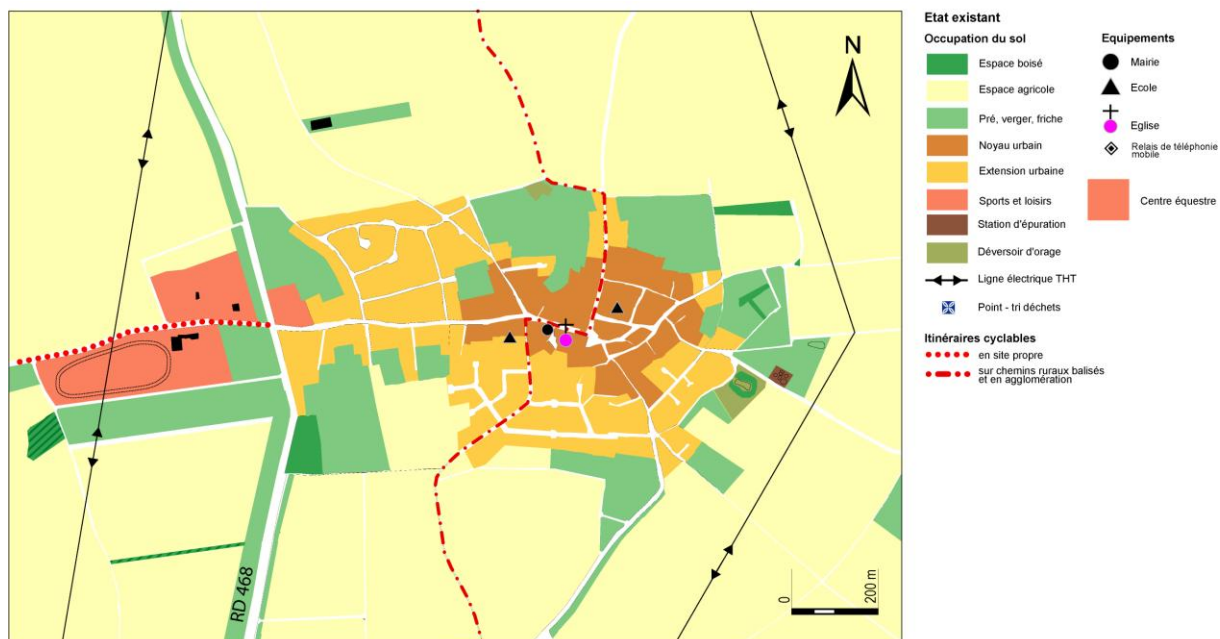 N
RD 468
0
200 m
Etat existant
Occupation du sol
Espace boisé
Espace agricole
Pré, verger, friche
Noyau urbain
Extension urbaine
Sports et loisirs
Station d'épuration
Déversoir d'orage
Ligne électrique THT
Point - tri déchets
Itinéraires cyclables
en site propre
sur chemins ruraux balisés
et en agglomération
Equipements
Mairie
Ecole
Eglise
Relais de téléphonie
mobile
Centre équestre